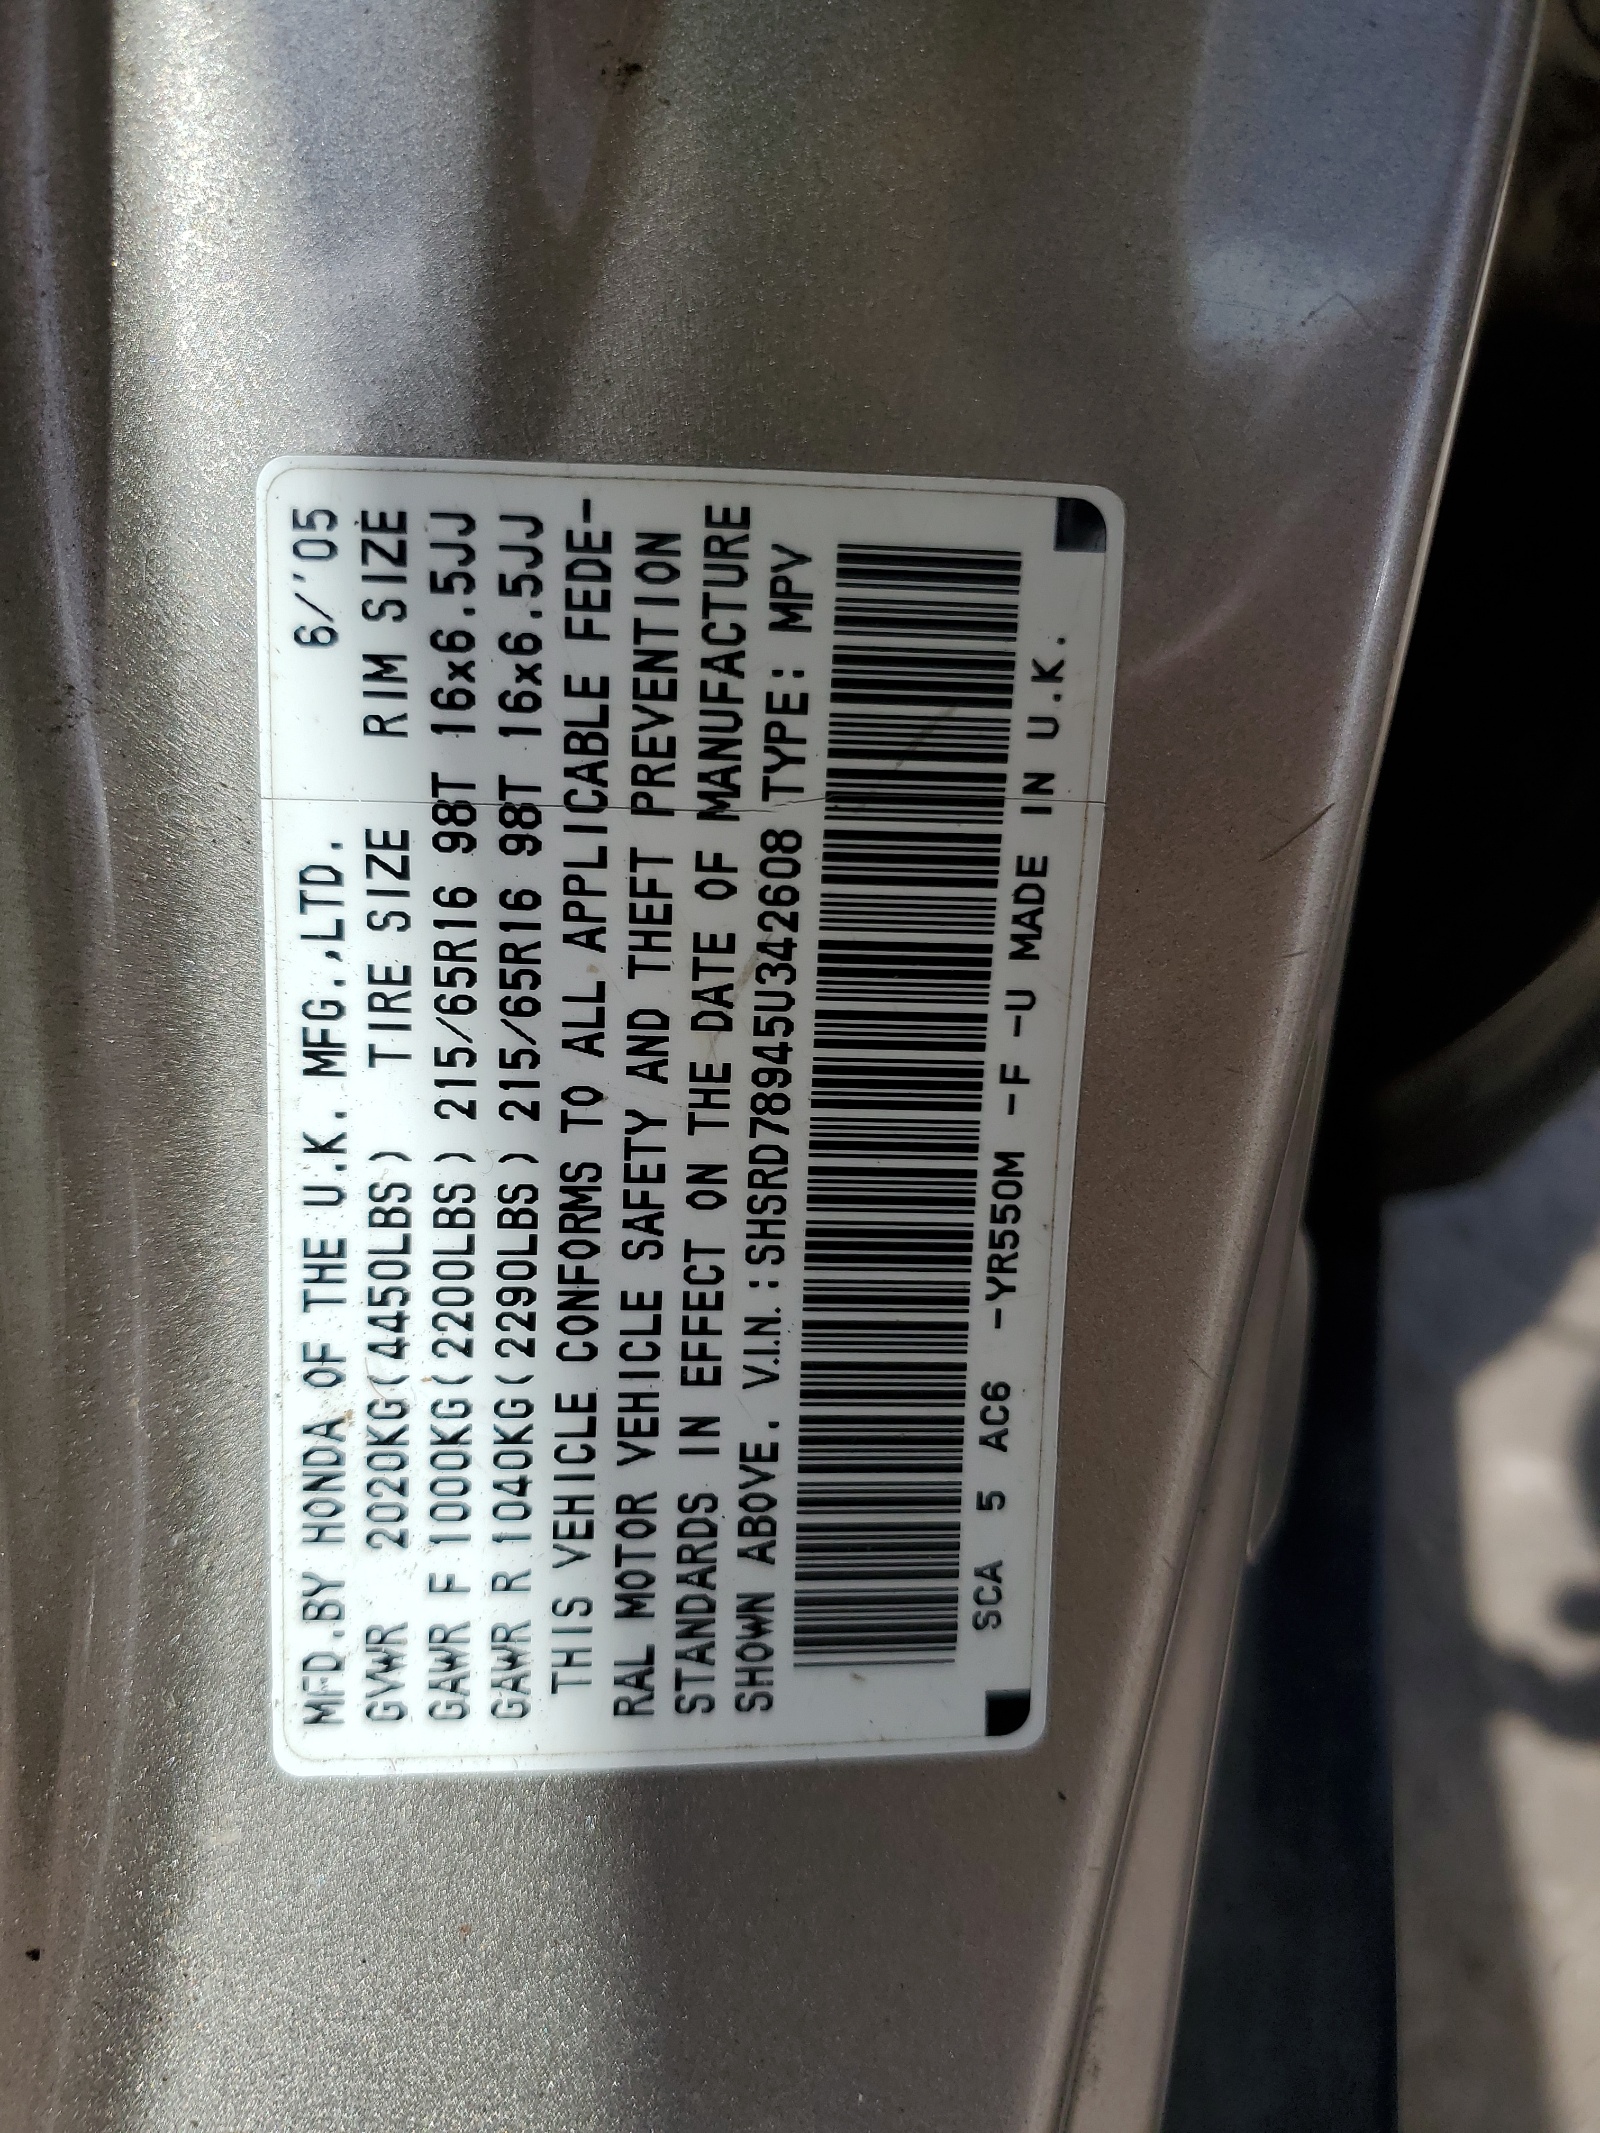 MFD.BY HONDA OF THE U.K. MFG.,LTD. 6/'05
GVWR 2020KG(4450LBS) TIRE SIZE RIM SIZE
GAWR F 1000KG(2200LBS) 215/65R16 98T 16x6.5JJ
GAWR R 1040KG(2290LBS) 215/65R16 98T 16x6.5JJ
THIS VEHICLE CONFORMS TO ALL APPLICABLE FEDE-
RAL MOTOR VEHICLE SAFETY AND THEFT PREVENTION
STANDARDS IN EFFECT ON THE DATE OF MANUFACTURE
SHOWN ABOVE. V.I.N.:SHSRD78945U342608 TYPE: MPV
SCA 5 AC6 -YR550M -F -U MADE IN U.K.